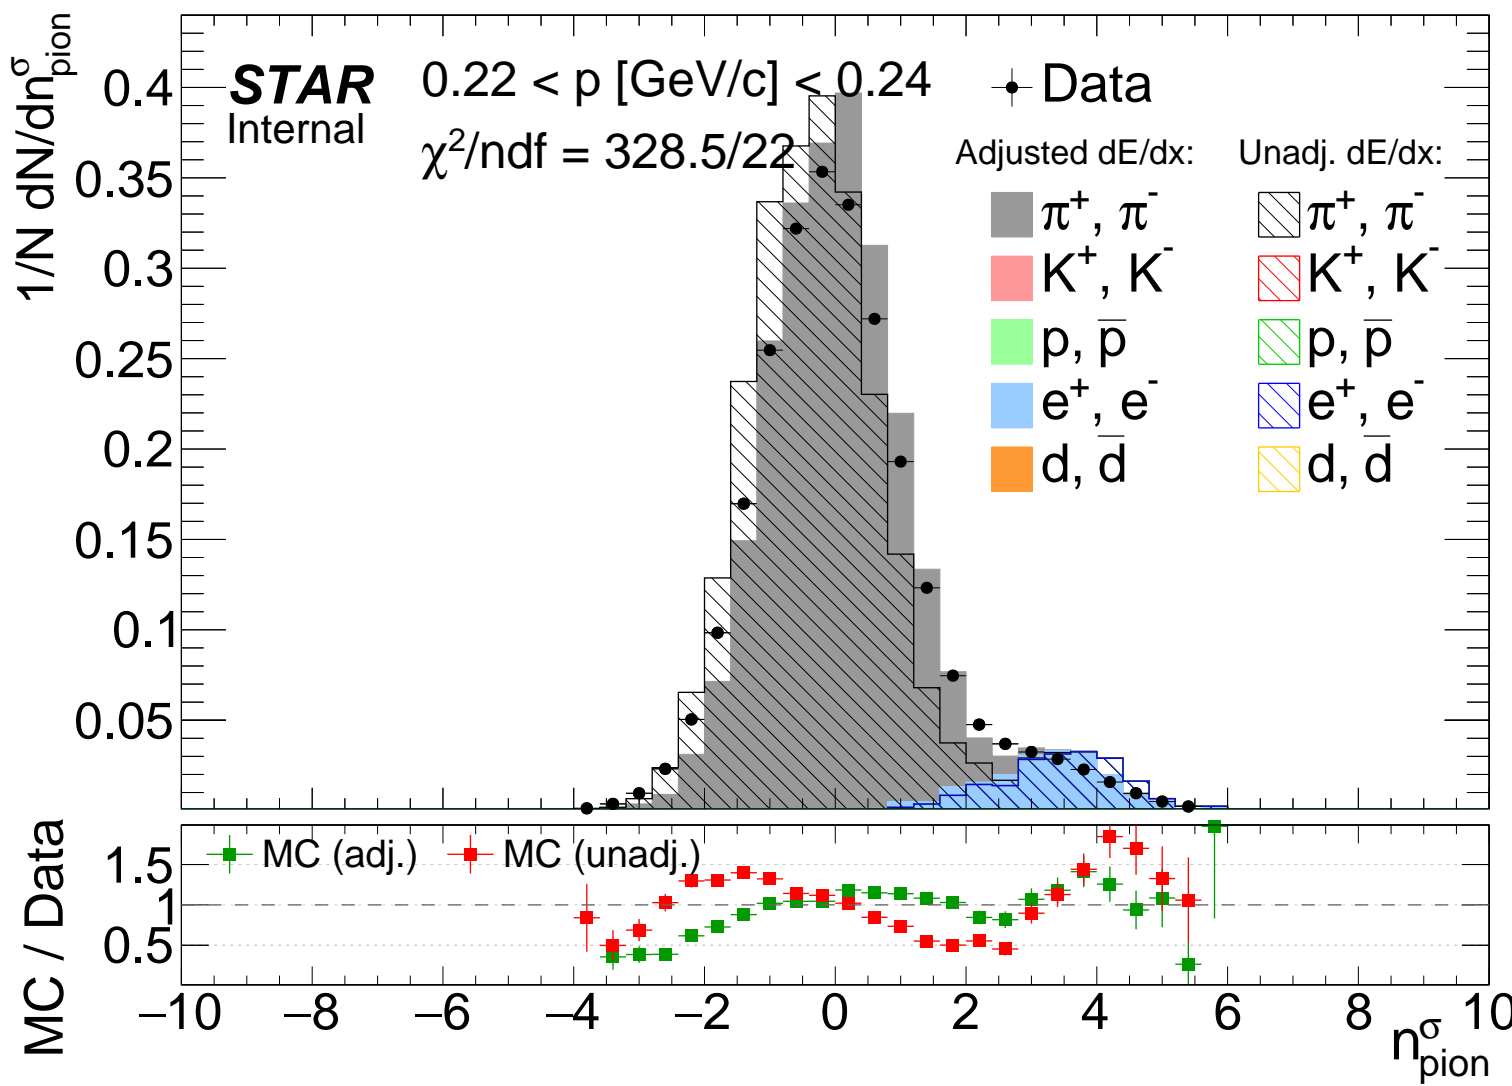 1/N dN/dn^σ_pion
0.4
0.35
0.3
0.25
0.2
0.15
0.1
0.05
STAR
Internal
0.22 < p [GeV/c] < 0.24
χ²/ndf = 328.5/22
Data
Adjusted dE/dx: Unadj. dE/dx:
π⁺, π⁻ π⁺, π⁻
K⁺, K⁻ K⁺, K⁻
p, p̅ p, p̅
e⁺, e⁻ e⁺, e⁻
d, d̅ d, d̅
MC / Data
1.5
1
0.5
MC (adj.) MC (unadj.)
−10 −8 −6 −4 −2 0 2 4 6 8 10
n^σ_pion